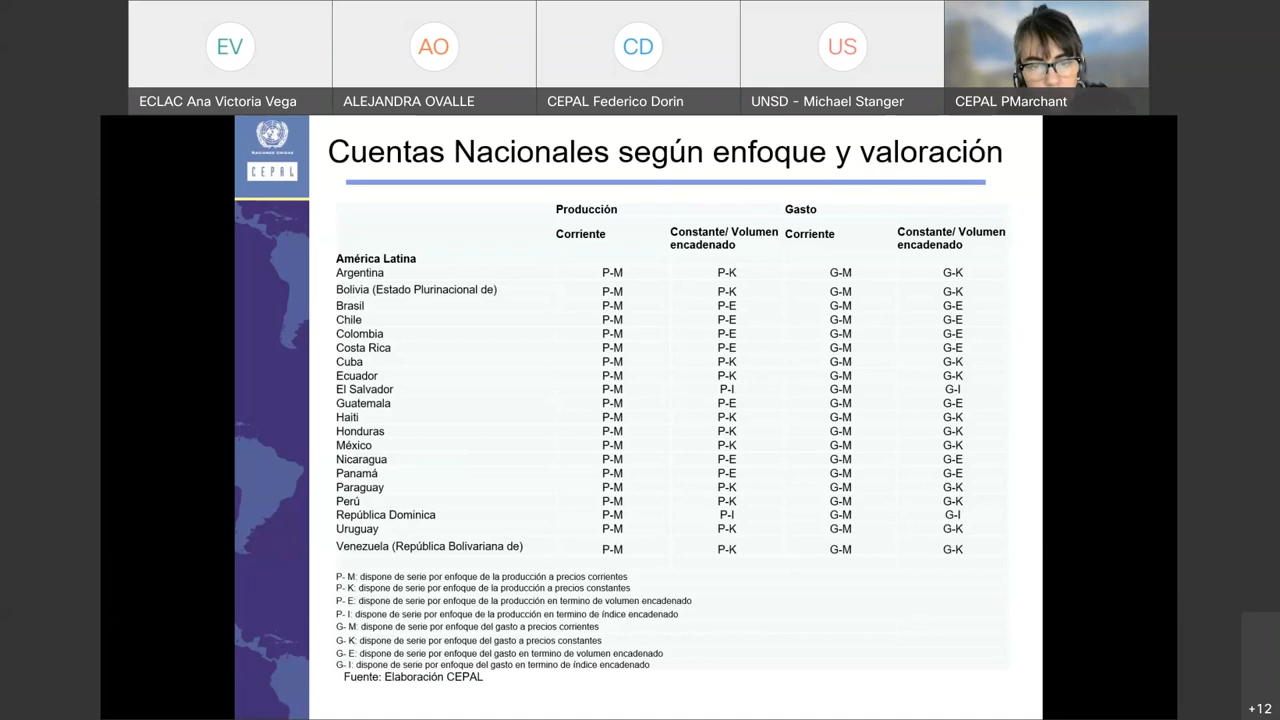 EV
AO
CD
US
ECLAC Ana Victoria Vega
ALEJANDRA OVALLE
CEPAL Federico Dorin
UNSD - Michael Stanger
CEPAL PMarchant
NACIONES UNIDAS
CEPAL
Cuentas Nacionales según enfoque y valoración
Producción Gasto
Corriente Constante/ Volumen encadenado Corriente Constante/ Volumen encadenado
América Latina
Argentina P-M P-K G-M G-K
Bolivia (Estado Plurinacional de) P-M P-K G-M G-K
Brasil P-M P-E G-M G-E
Chile P-M P-E G-M G-E
Colombia P-M P-E G-M G-E
Costa Rica P-M P-E G-M G-E
Cuba P-M P-K G-M G-K
Ecuador P-M P-K G-M G-K
El Salvador P-M P-I G-M G-I
Guatemala P-M P-E G-M G-E
Haiti P-M P-K G-M G-K
Honduras P-M P-K G-M G-K
México P-M P-K G-M G-K
Nicaragua P-M P-E G-M G-E
Panamá P-M P-E G-M G-E
Paraguay P-M P-K G-M G-K
Perú P-M P-K G-M G-K
República Dominica P-M P-I G-M G-I
Uruguay P-M P-K G-M G-K
Venezuela (República Bolivariana de) P-M P-K G-M G-K
P- M: dispone de serie por enfoque de la producción a precios corrientes
P- K: dispone de serie por enfoque de la producción a precios constantes
P- E: dispone de serie por enfoque de la producción en termino de volumen encadenado
P- I: dispone de serie por enfoque de la producción en termino de índice encadenado
G- M: dispone de serie por enfoque del gasto a precios corrientes
G- K: dispone de serie por enfoque del gasto a precios constantes
G- E: dispone de serie por enfoque del gasto en termino de volumen encadenado
G- I: dispone de serie por enfoque del gasto en termino de índice encadenado
Fuente: Elaboración CEPAL
+12